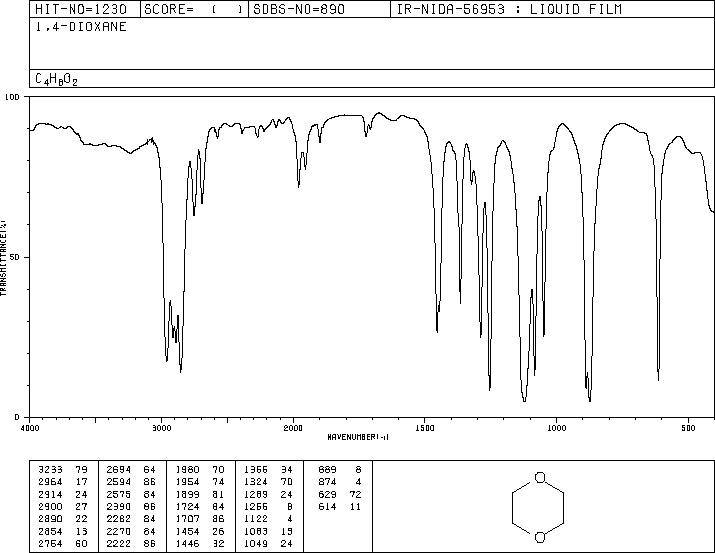 HIT-NO=1230 SCORE= ( ) SDBS-NO=890 IR-NIDA-56953 : LIQUID FILM
1,4-DIOXANE
C4H8O2
100
50
0
TRANSMITTANCE(%)
4000 3000 2000 1500 1000 500
WAVENUMBER(-1)
3233 79 2694 64 1980 70 1366 34 889 8
2964 17 2594 86 1954 74 1324 70 874 4
2914 24 2575 84 1899 81 1289 24 629 72
2900 27 2390 86 1724 84 1256 8 614 11
2890 22 2282 84 1707 86 1122 4
2854 13 2270 84 1454 26 1083 13
2764 60 2222 86 1446 32 1049 24
O
O